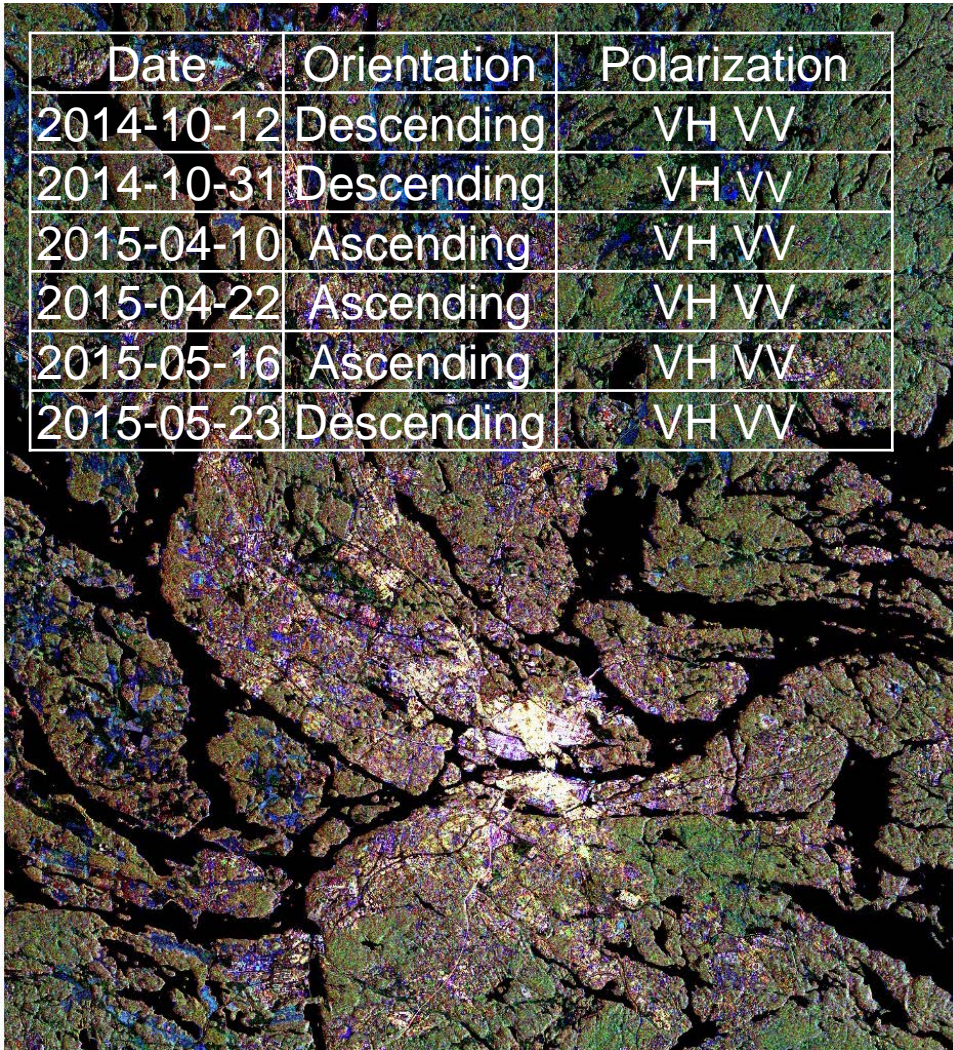 Date Orientation Polarization
2014-10-12 Descending VH VV
2014-10-31 Descending VH VV
2015-04-10 Ascending VH VV
2015-04-22 Ascending VH VV
2015-05-16 Ascending VH VV
2015-05-23 Descending VH VV